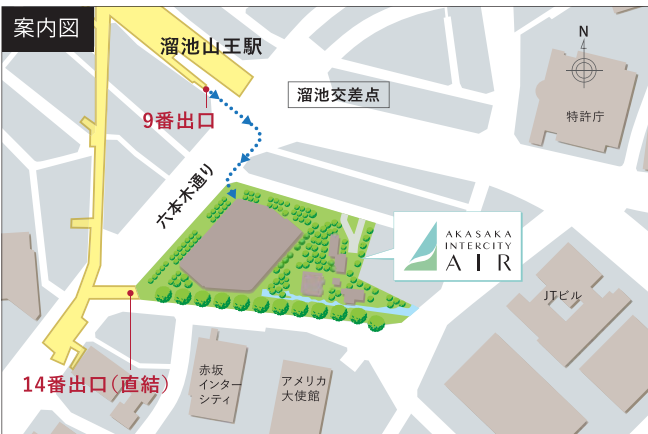 案内図
溜池山王駅
N
溜池交差点
特許庁
9番出口
六本木通り
AKASAKA
INTERCITY
AIR
JTビル
14番出口(直結)
赤坂
インター
シティ
アメリカ
大使館